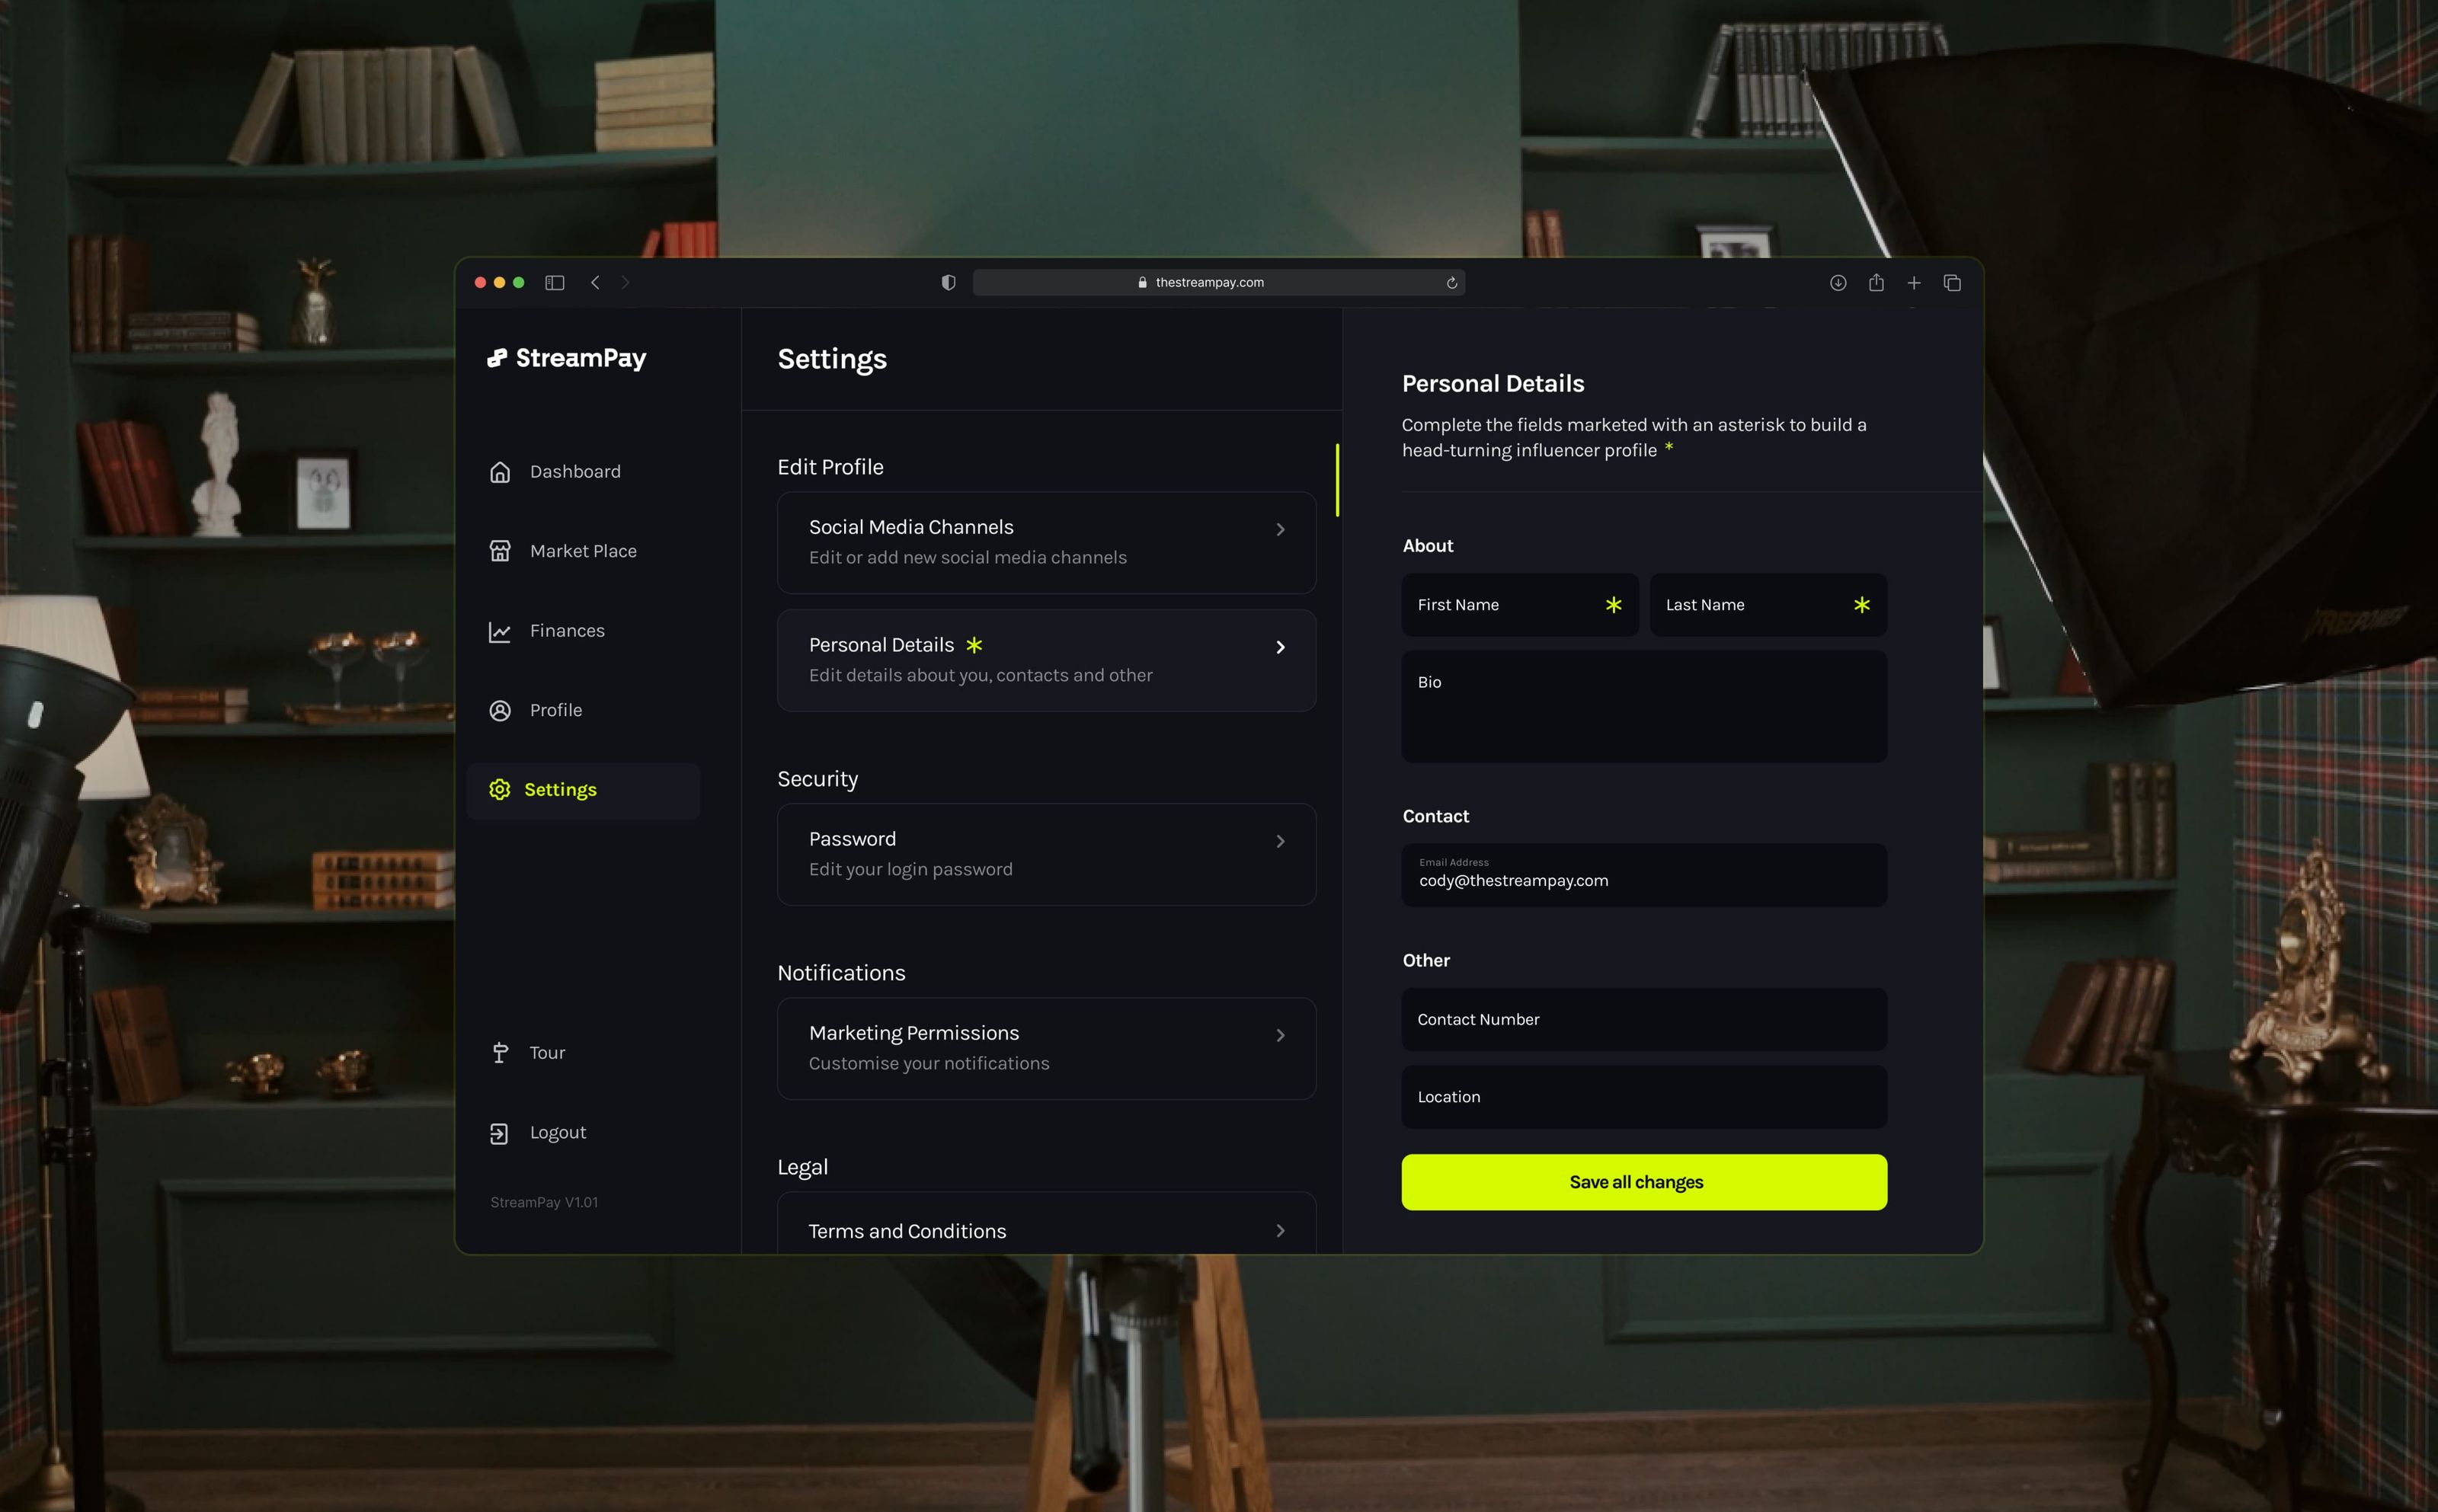 thestreampay.com
StreamPay
Dashboard
Market Place
Finances
Profile
Settings
Tour
Logout
StreamPay V1.01
Settings
Edit Profile
Social Media Channels
Edit or add new social media channels
Personal Details *
Edit details about you, contacts and other
Security
Password
Edit your login password
Notifications
Marketing Permissions
Customise your notifications
Legal
Terms and Conditions
Personal Details
Complete the fields marketed with an asterisk to build a
head-turning influencer profile *
About
First Name *
Last Name *
Bio
Contact
Email Address
cody@thestreampay.com
Other
Contact Number
Location
Save all changes